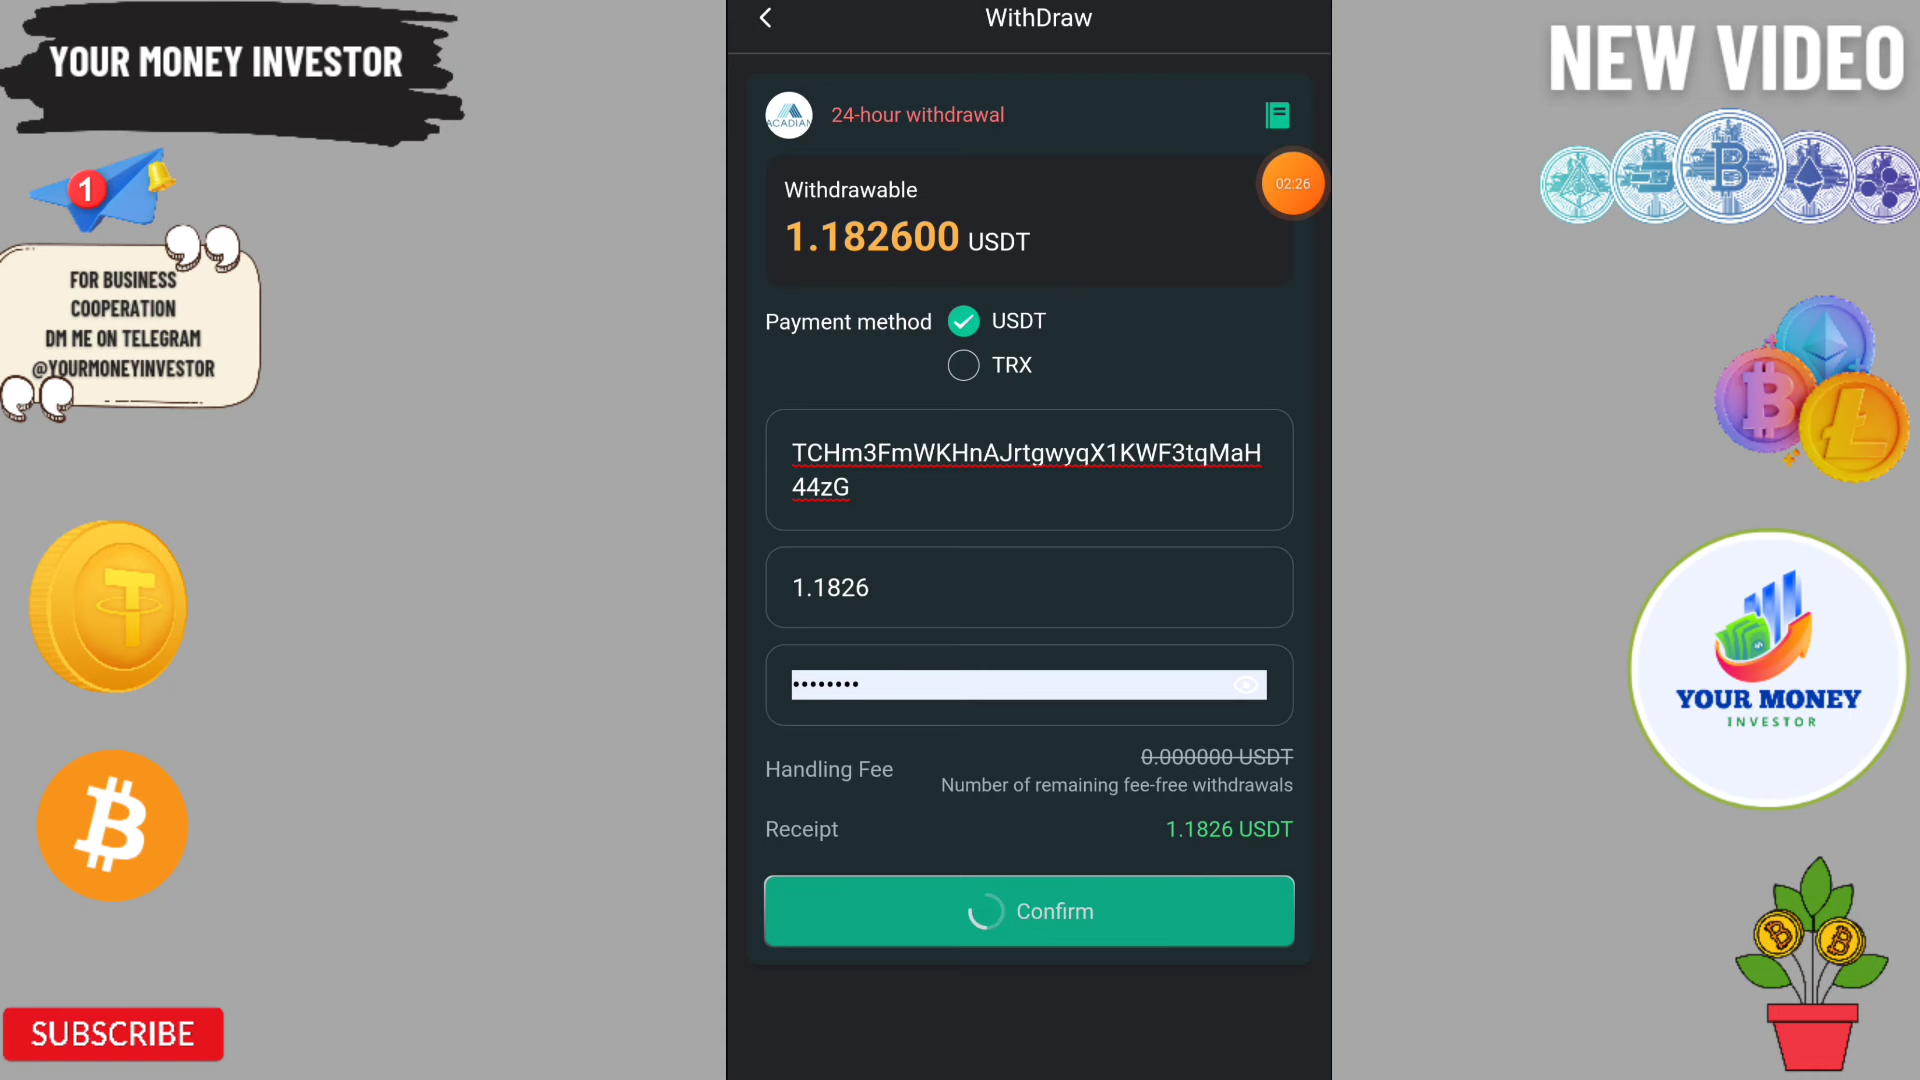 YOUR MONEY INVESTOR
1
FOR BUSINESS
COOPERATION
DM ME ON TELEGRAM
@YOURMONEYINVESTOR
SUBSCRIBE
WithDraw
ACADIAN
24-hour withdrawal
02:26
Withdrawable
1.182600 USDT
Payment method
USDT
TRX
TCHm3FmWKHnAJrtgwyqX1KWF3tqMaH
44zG
1.1826
••••••••
Handling Fee
0.000000 USDT
Number of remaining fee-free withdrawals
Receipt
1.1826 USDT
Confirm
NEW VIDEO
YOUR MONEY
INVESTOR